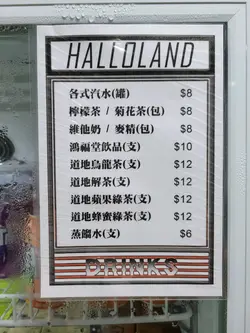 HALLOLAND
各式汽水(罐) $8
檸檬茶 / 菊花茶(包) $8
維他奶 / 麥精(包) $8
鴻福堂飲品(支) $10
道地烏龍茶(支) $12
道地解茶(支) $12
道地蘋果綠茶(支) $12
道地蜂蜜綠茶(支) $12
蒸餾水(支) $6
DRINKS